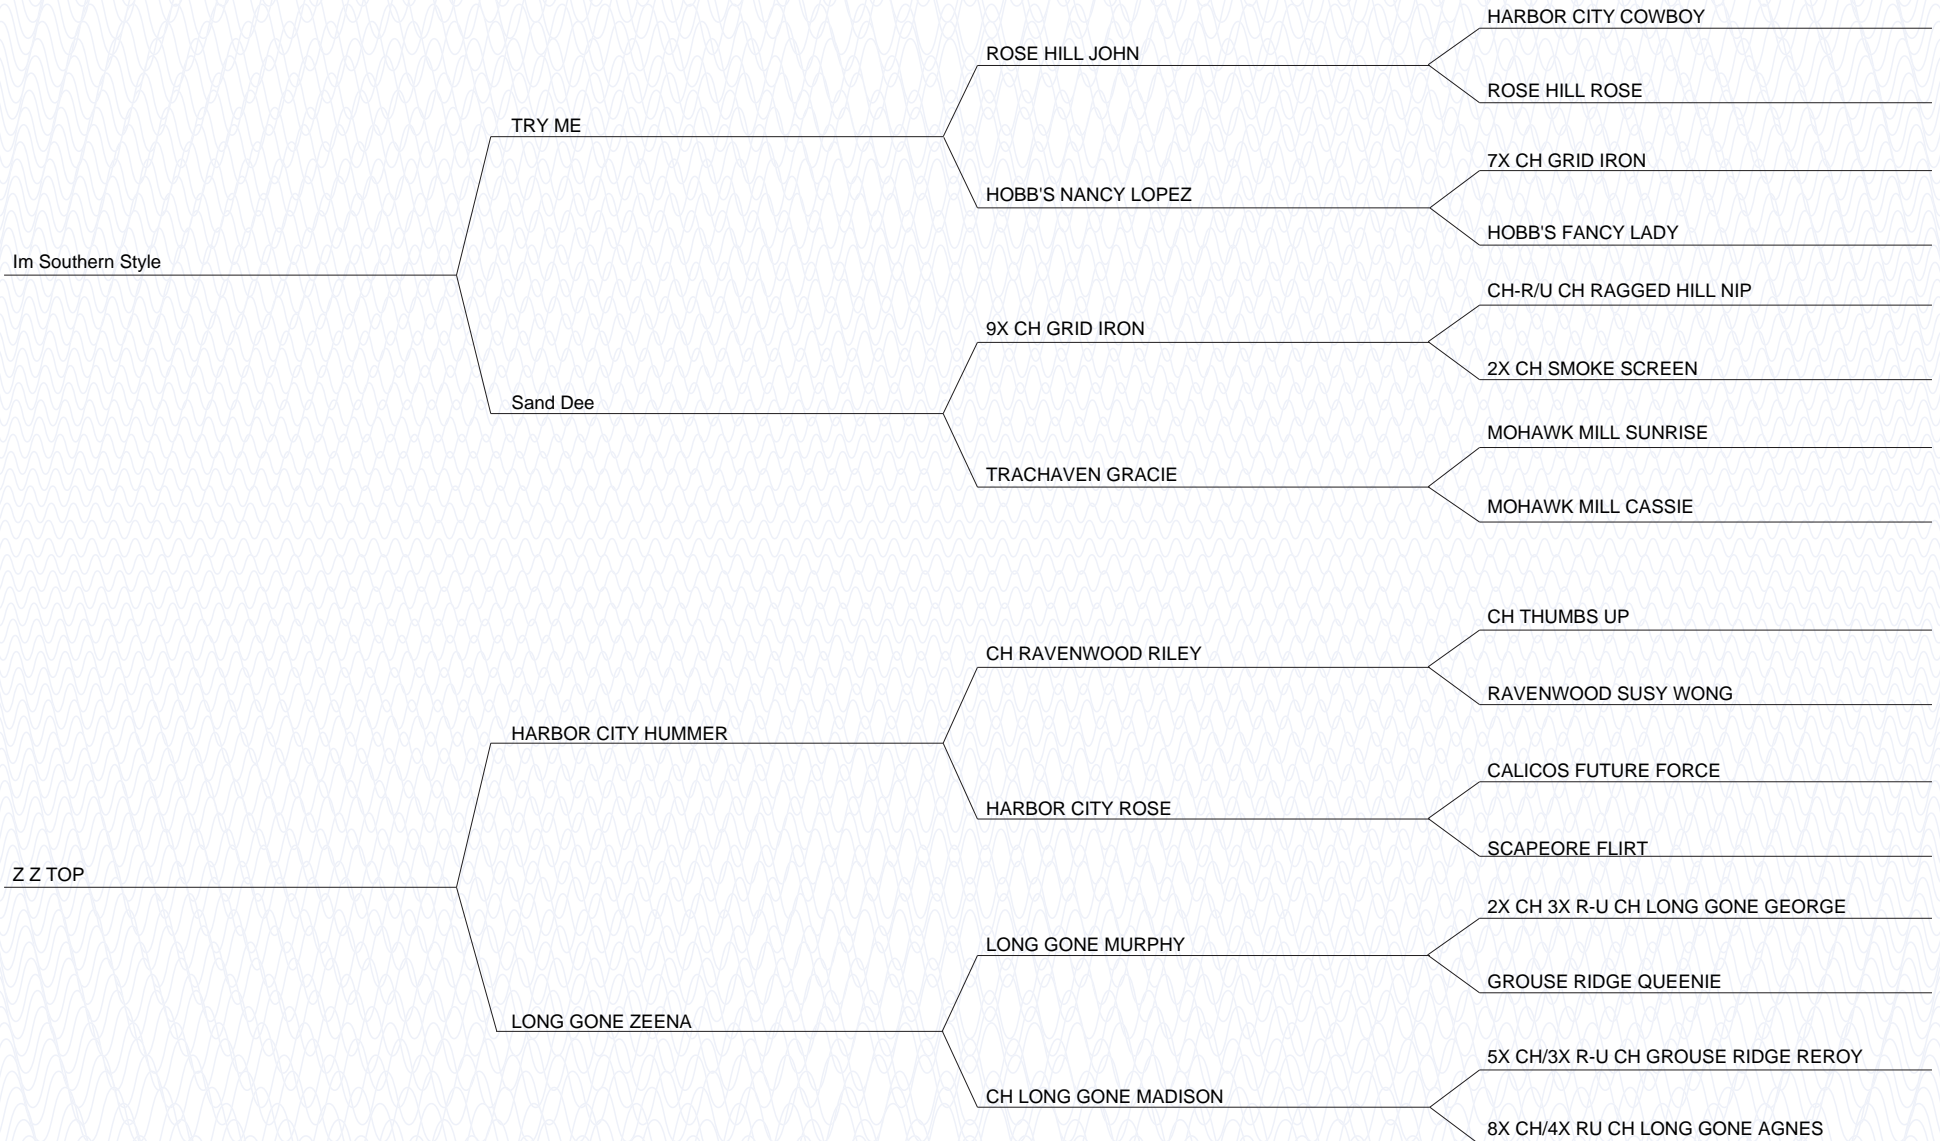 HARBOR CITY COWBOY
ROSE HILL JOHN
ROSE HILL ROSE
TRY ME
7X CH GRID IRON
HOBB'S NANCY LOPEZ
HOBB'S FANCY LADY
Im Southern Style
CH-R/U CH RAGGED HILL NIP
9X CH GRID IRON
2X CH SMOKE SCREEN
Sand Dee
MOHAWK MILL SUNRISE
TRACHAVEN GRACIE
MOHAWK MILL CASSIE
CH THUMBS UP
CH RAVENWOOD RILEY
RAVENWOOD SUSY WONG
HARBOR CITY HUMMER
CALICOS FUTURE FORCE
HARBOR CITY ROSE
SCAPEORE FLIRT
Z Z TOP
2X CH 3X R-U CH LONG GONE GEORGE
LONG GONE MURPHY
GROUSE RIDGE QUEENIE
LONG GONE ZEENA
5X CH/3X R-U CH GROUSE RIDGE REROY
CH LONG GONE MADISON
8X CH/4X RU CH LONG GONE AGNES